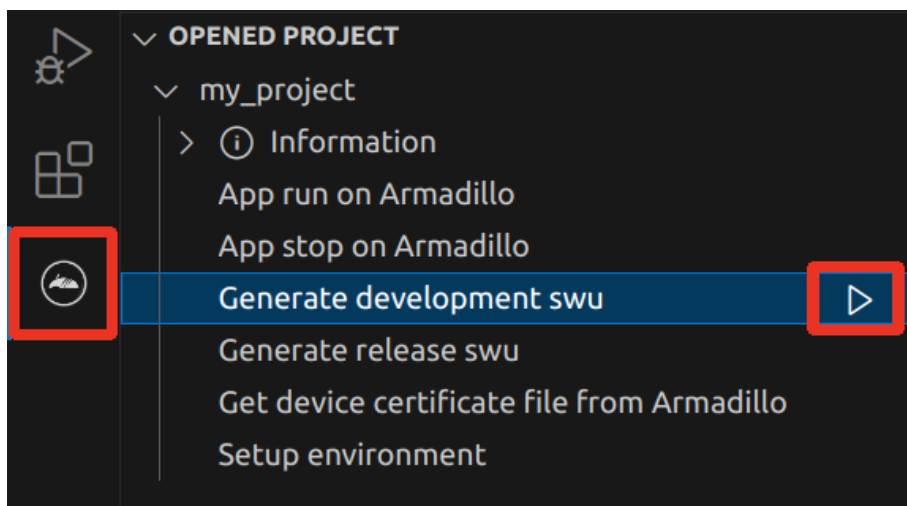 OPENED PROJECT
my_project
Information
App run on Armadillo
App stop on Armadillo
Generate development swu
Generate release swu
Get device certificate file from Armadillo
Setup environment